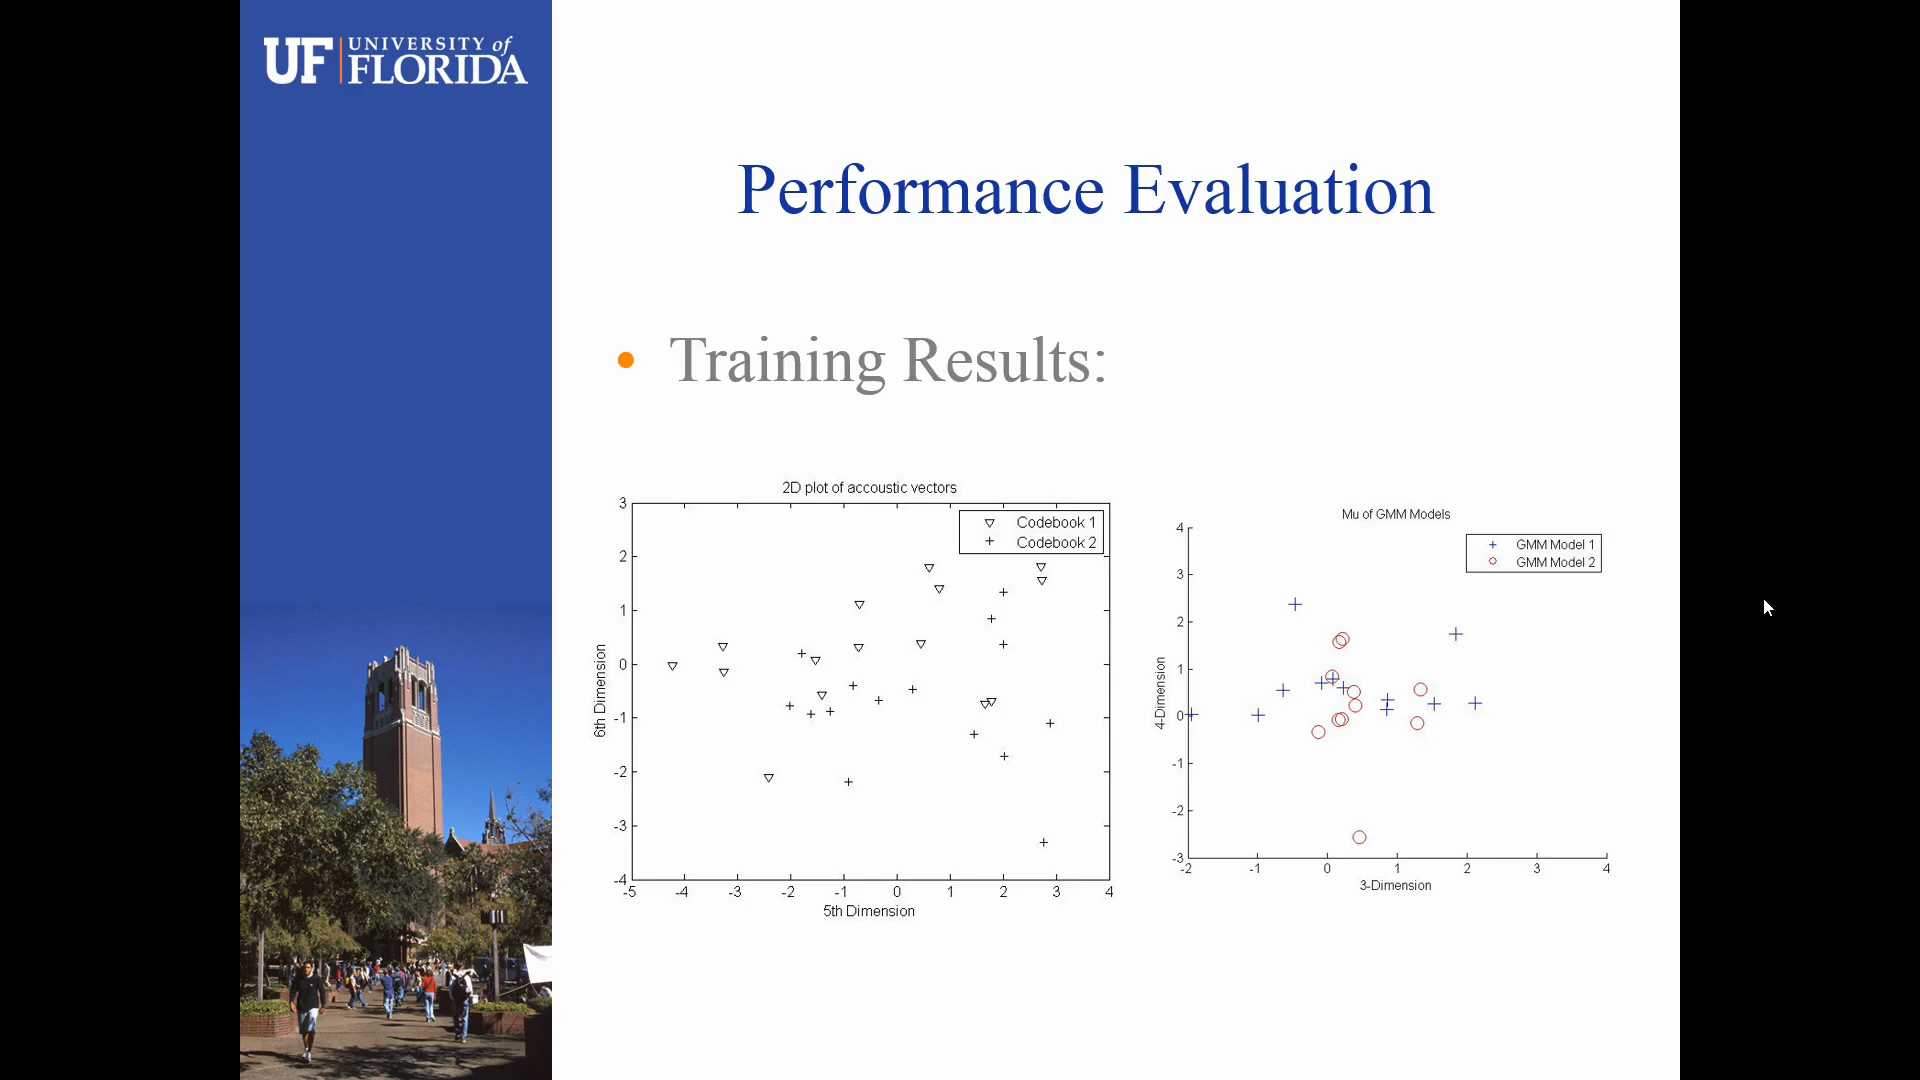 UF UNIVERSITY of
FLORIDA
Performance Evaluation
• Training Results:
2D plot of accoustic vectors
Codebook 1
Codebook 2
3
2
1
0
-1
-2
-3
-4
6th Dimension
-5 -4 -3 -2 -1 0 1 2 3 4
5th Dimension
Mu of GMM Models
GMM Model 1
GMM Model 2
4
3
2
1
0
-1
-2
-3
4-Dimension
-2 -1 0 1 2 3 4
3-Dimension